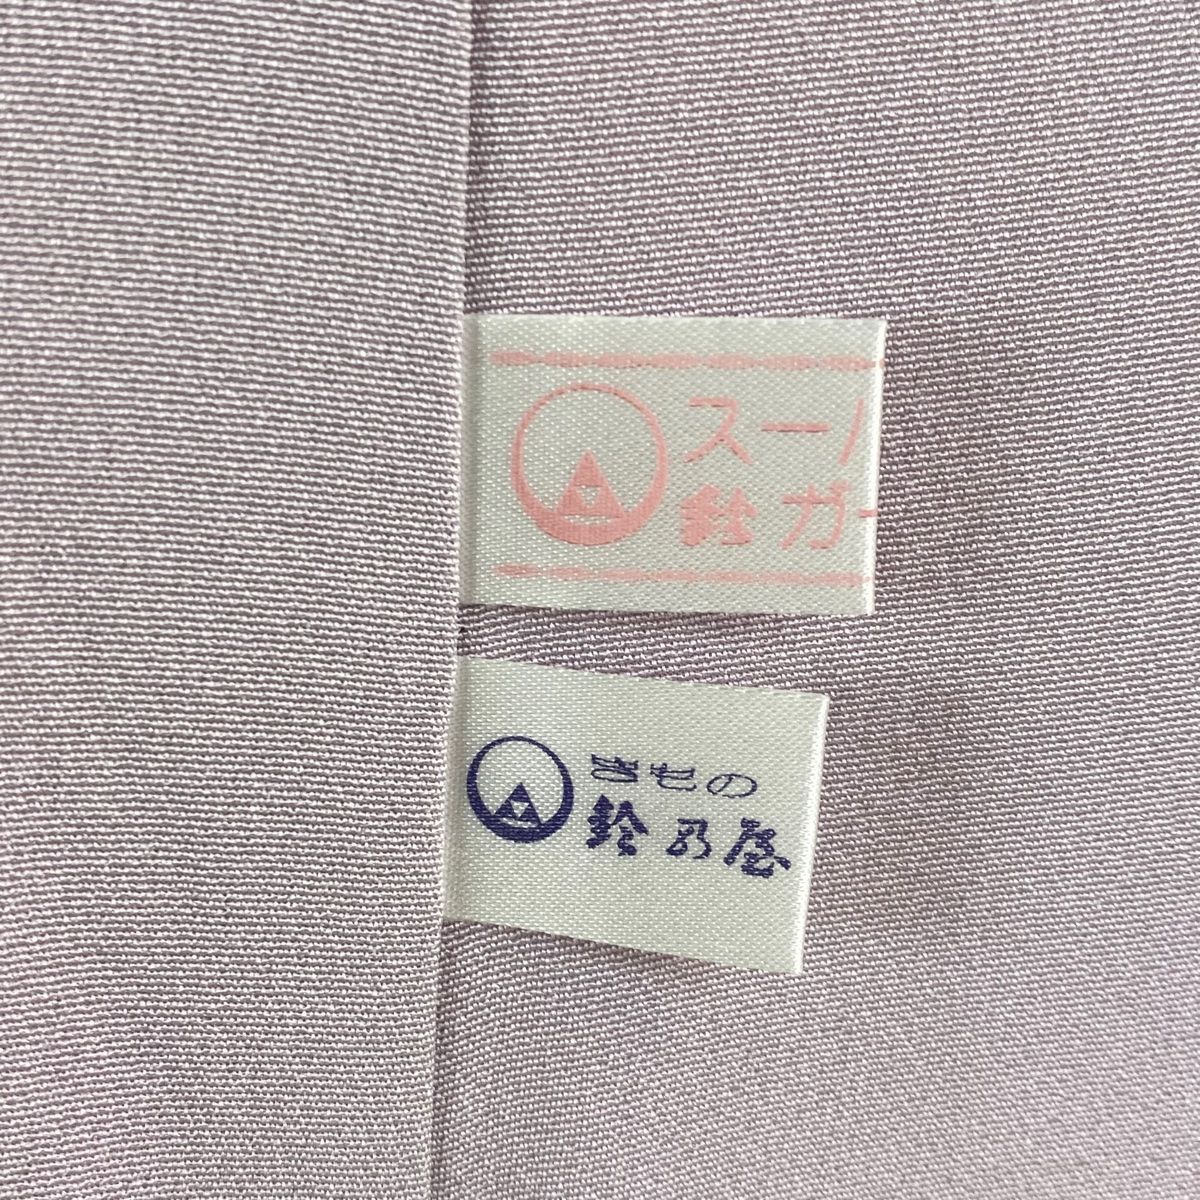 スーパ
鈴ガー
きもの
鈴乃屋